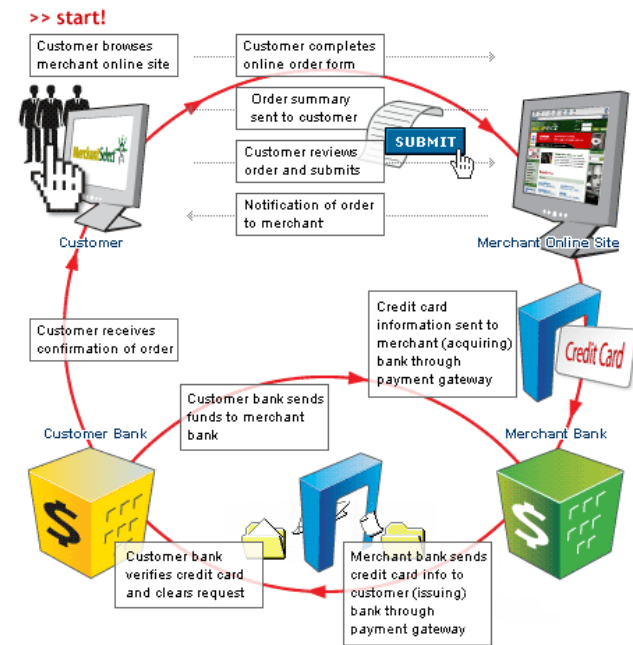 >> start!
Customer browses
merchant online site
Customer completes
online order form
Order summary
sent to customer
SUBMIT
Customer reviews
order and submits
MerchantSelect
Notification of order
to merchant
Customer
Merchant Online Site
Credit card
information sent to
merchant (acquiring)
bank through
payment gateway
Credit Card
Customer receives
confirmation of order
Customer bank sends
funds to merchant
bank
Customer Bank
Merchant Bank
$
$
Customer bank
verifies credit card
and clears request
Merchant bank sends
credit card info to
customer (issuing)
bank through
payment gateway